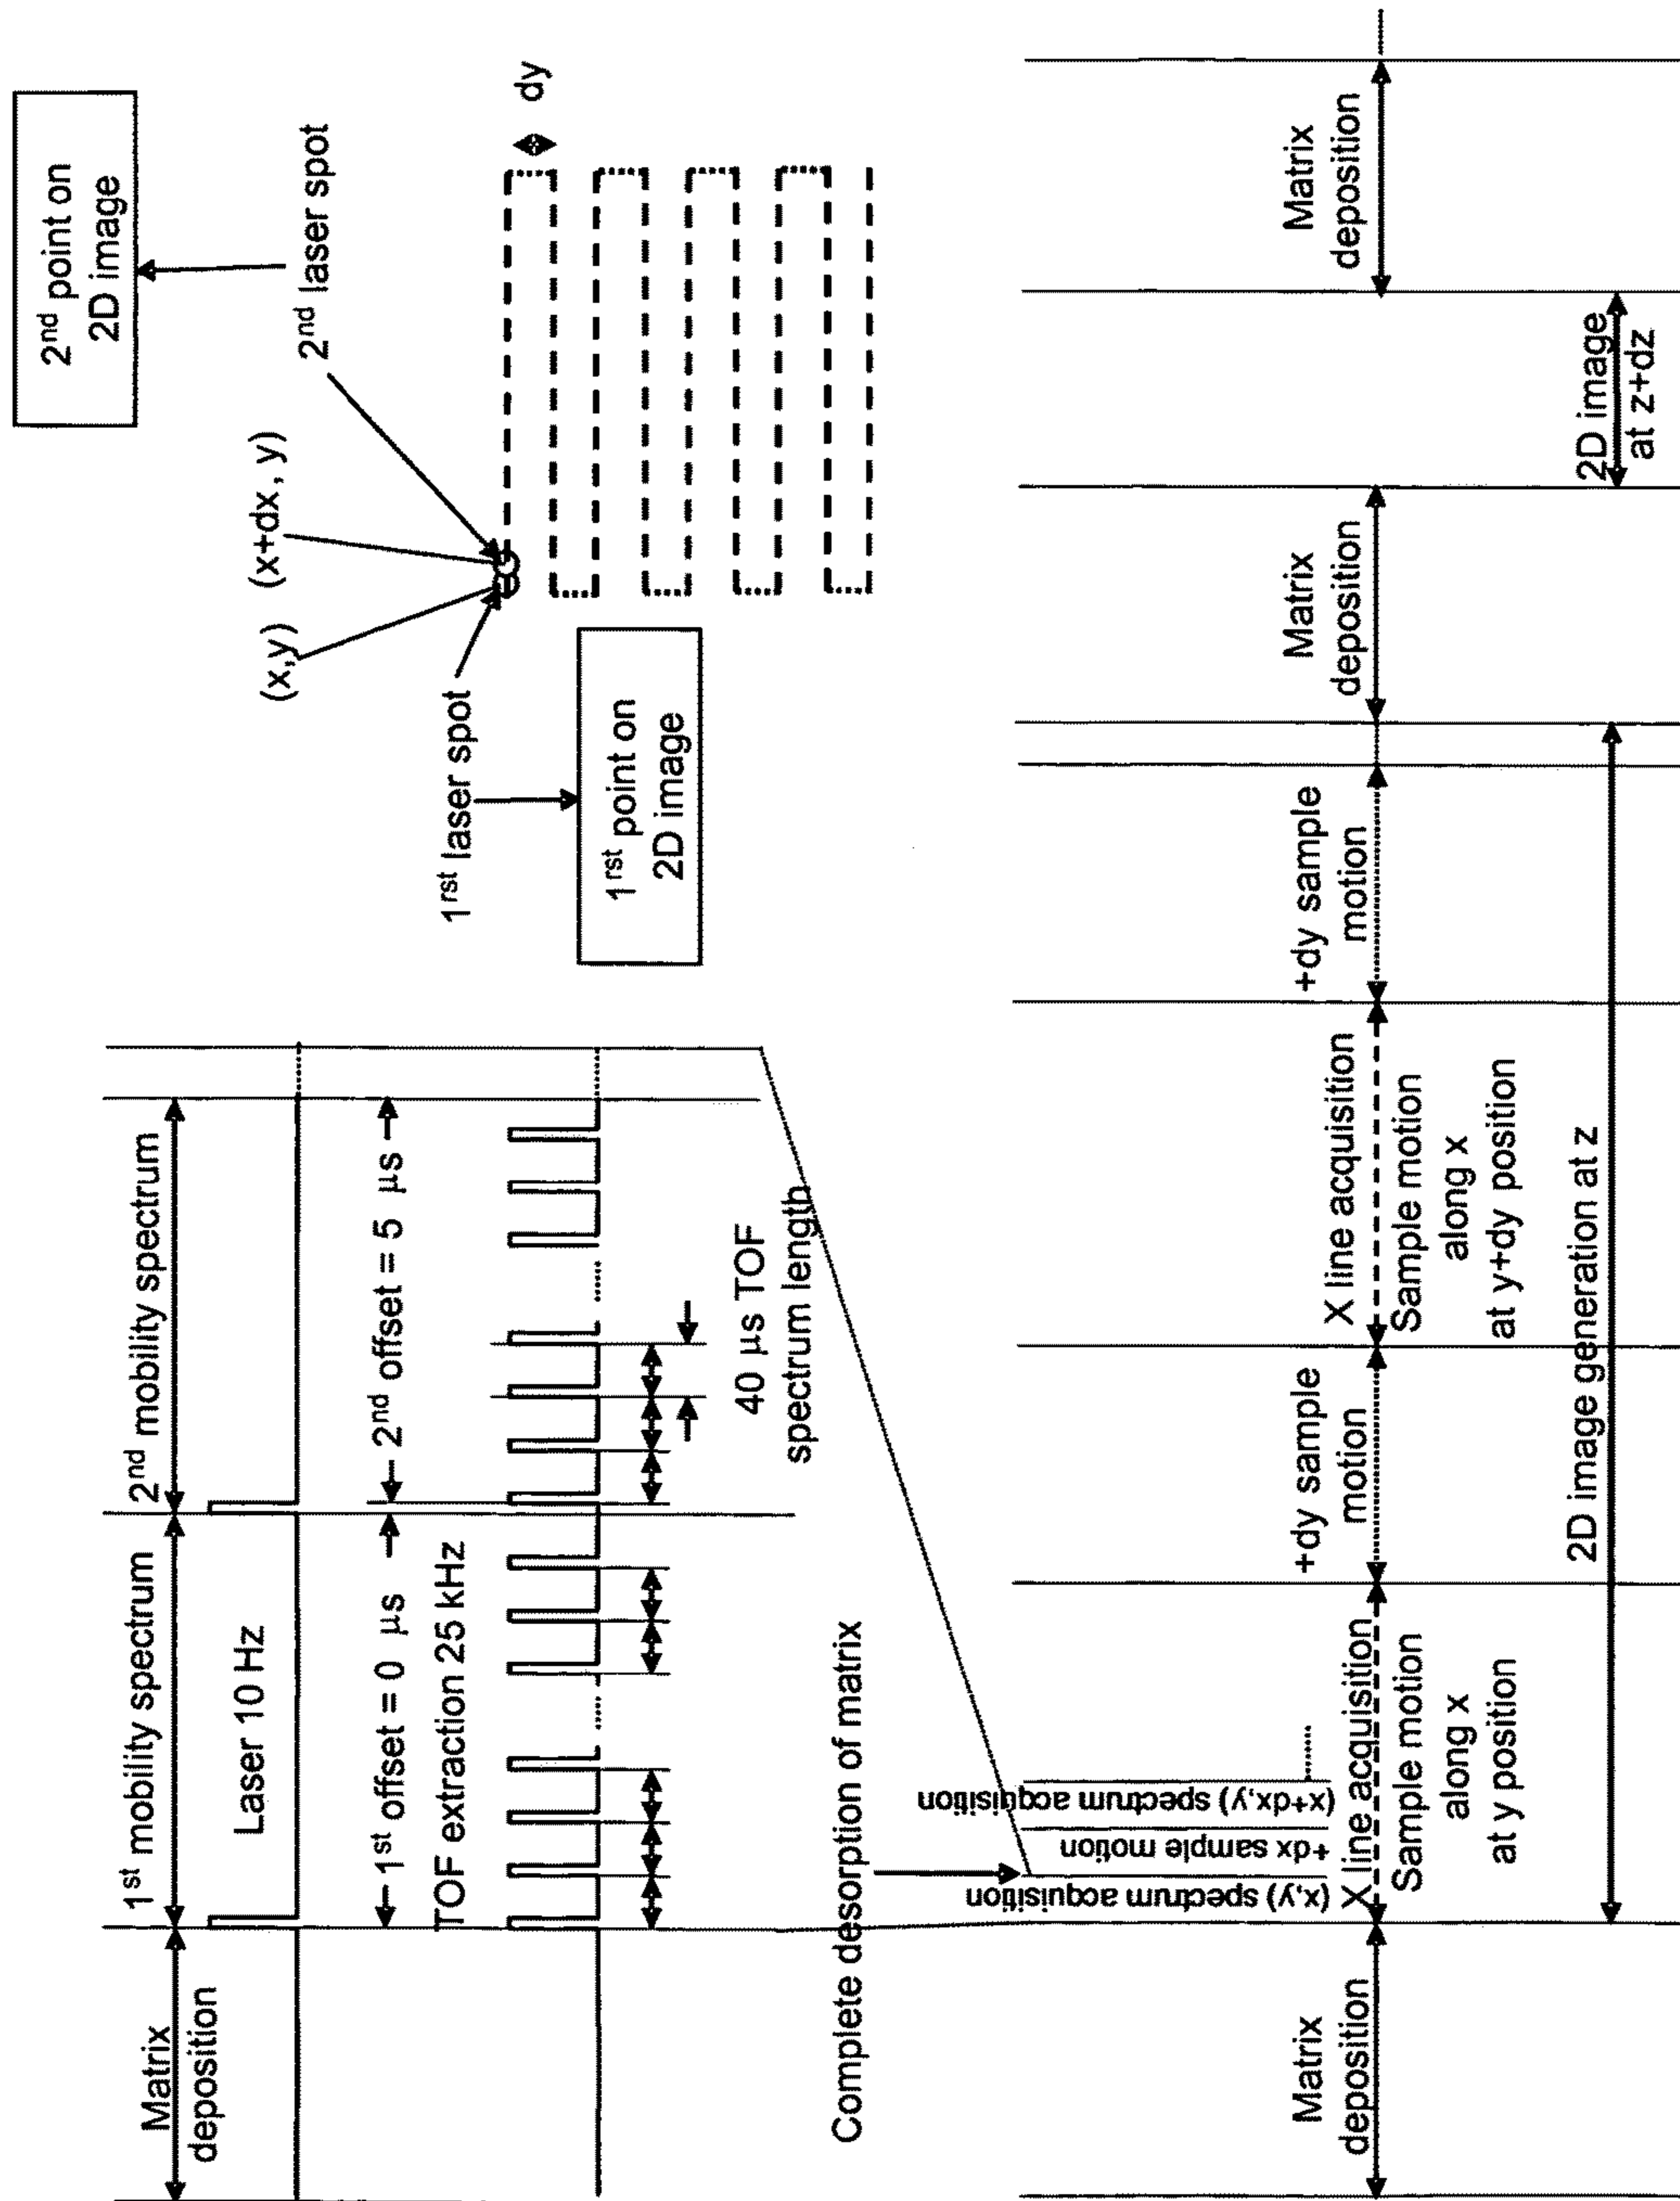 Matrix
deposition
1st mobility spectrum
2nd mobility spectrum
Laser 10 Hz
1st offset = 0 μs
2nd offset = 5 μs
TOF extraction 25 kHz
40 μs TOF
spectrum length
2nd point on
2D image
(x,y)
(x+dx, y)
2nd laser spot
dy
1rst laser spot
1rst point on
2D image
Complete desorption of matrix
(x,y) spectrum acquisition
+dx sample motion
(x+dx,y) spectrum acquisition
Matrix
deposition
X line acquisition
Sample motion
along x
at y position
+dy sample
motion
X line acquisition
Sample motion
along x
at y+dy position
+dy sample
motion
Matrix
deposition
Matrix
deposition
2D image generation at z
2D image
at z+dz